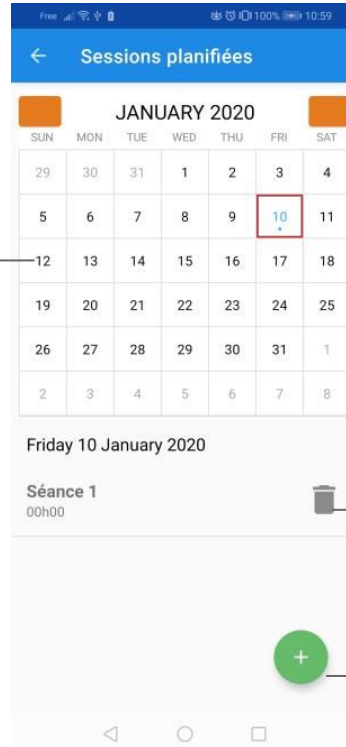 Free 100% 10:59
Sessions planifiées
JANUARY 2020
SUN MON TUE WED THU FRI SAT
29 30 31 1 2 3 4
5 6 7 8 9 10 11
12 13 14 15 16 17 18
19 20 21 22 23 24 25
26 27 28 29 30 31 1
2 3 4 5 6 7 8
Friday 10 January 2020
Séance 1
00h00
+